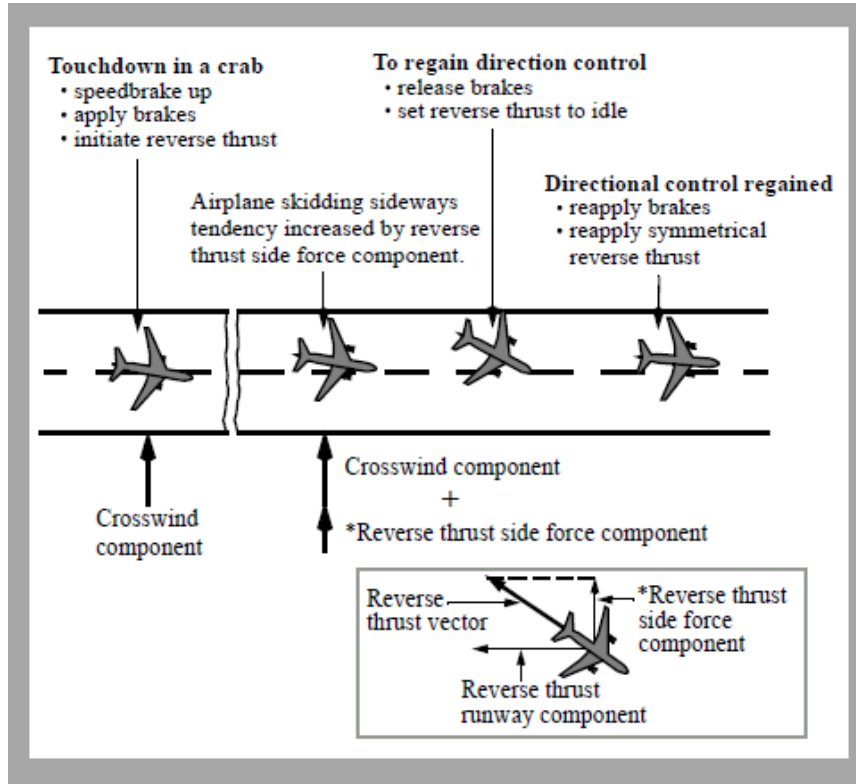 Touchdown in a crab
• speedbrake up
• apply brakes
• initiate reverse thrust
To regain direction control
• release brakes
• set reverse thrust to idle
Airplane skidding sideways
tendency increased by reverse
thrust side force component.
Directional control regained
• reapply brakes
• reapply symmetrical
reverse thrust
Crosswind
component
Crosswind component
+
*Reverse thrust side force component
Reverse
thrust vector
*Reverse thrust
side force
component
Reverse thrust
runway component